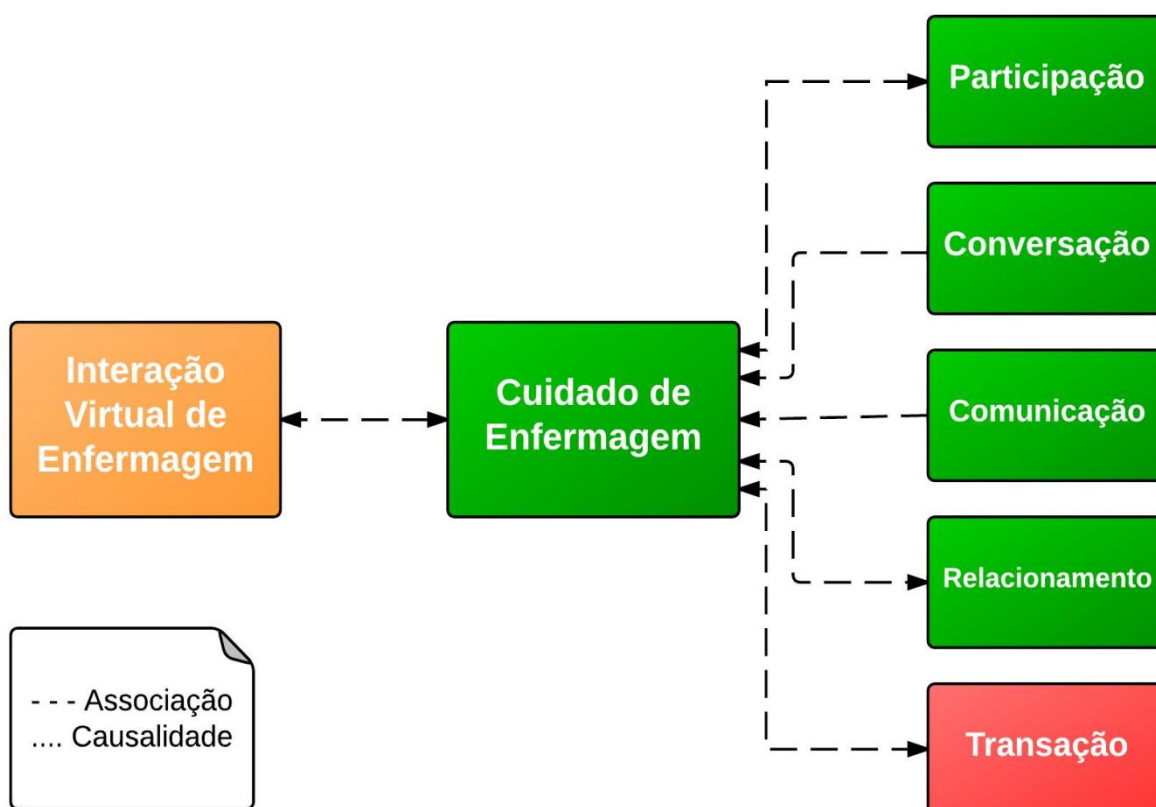 Participação
Conversação
Interação
Virtual de
Enfermagem
Cuidado de
Enfermagem
Comunicação
Relacionamento
Transação
- - - Associação
.... Causalidade